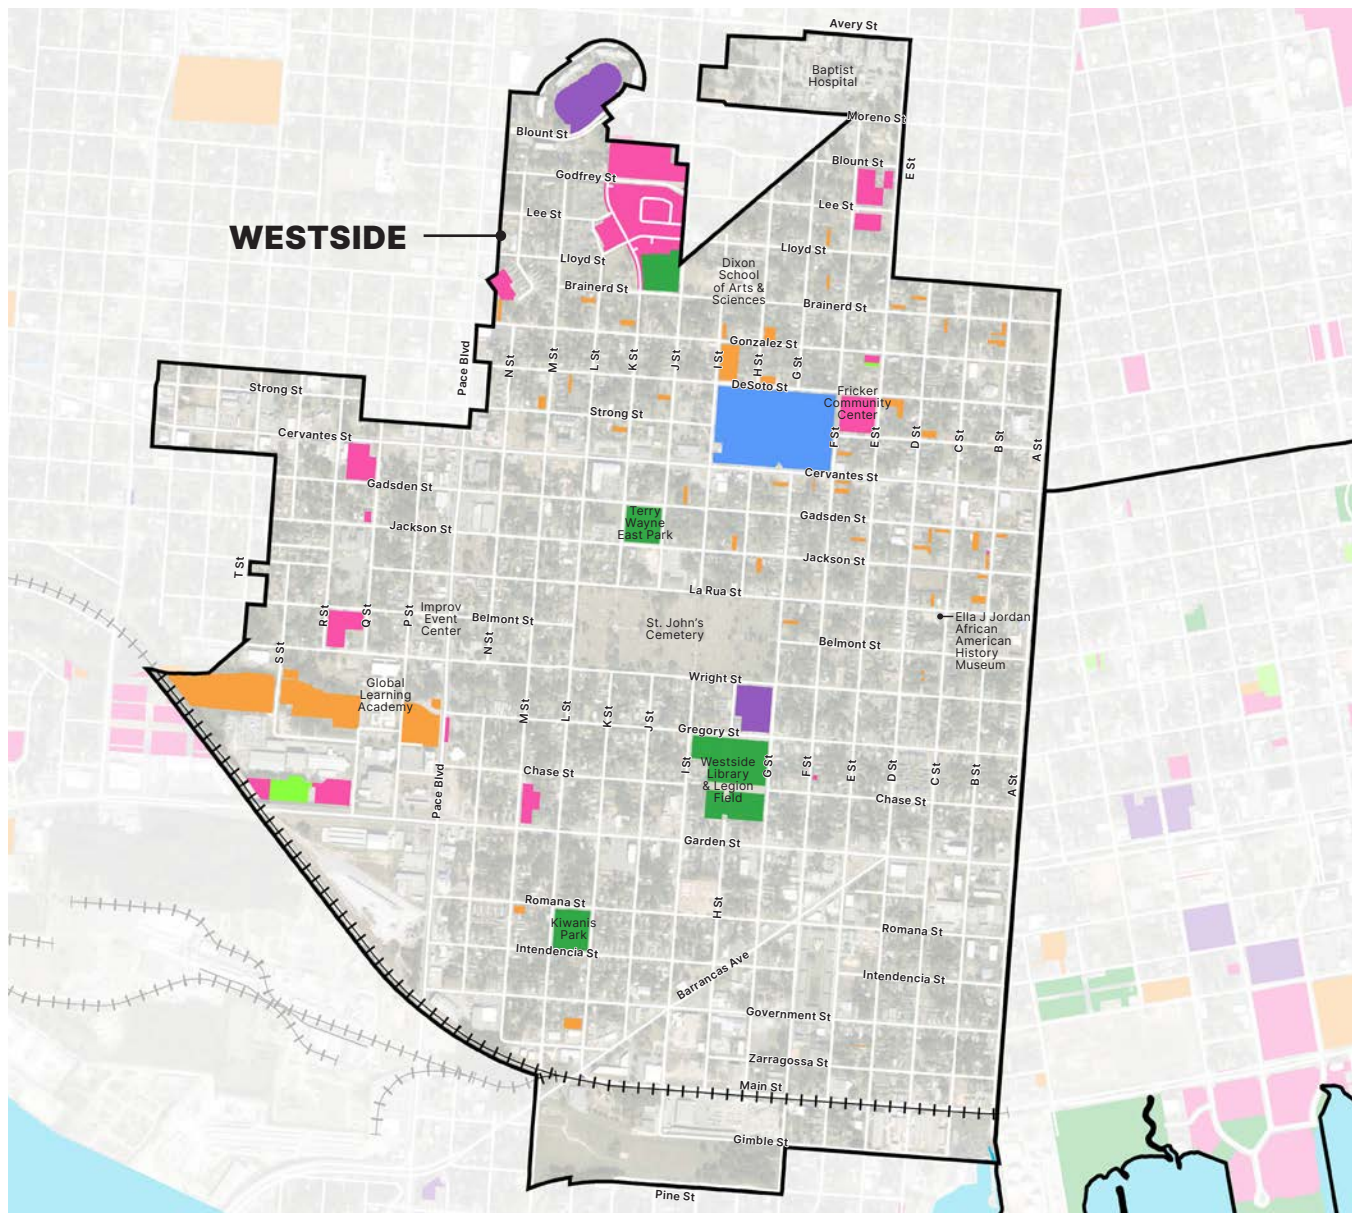 Avery St
Baptist
Hospital
Moreno St
Blount St
Blount St
E St
Godfrey St
Lee St
Lee St
WESTSIDE
Lloyd St
Lloyd St
Dixon
School
of Arts &
Sciences
Brainerd St
Brainerd St
Gonzalez St
Pace Blvd
N St
M St
L St
K St
J St
I St
H St
G St
DeSoto St
Strong St
Fricker
Community
Center
Strong St
Cervantes St
F St
E St
D St
C St
B St
A St
Cervantes St
Gadsden St
Terry
Wayne
East Park
Gadsden St
Jackson St
Jackson St
T St
La Rua St
R St
Q St
P St
Improv
Event
Center
Belmont St
St. John's
Cemetery
Ella J Jordan
African
American
History
Museum
N St
S St
Belmont St
Wright St
Global
Learning
Academy
M St
L St
K St
J St
Gregory St
I St
Westside
Library
& Legion
Field
G St
F St
E St
D St
C St
B St
A St
Chase St
Pace Blvd
Chase St
Garden St
Romana St
H St
Kiwanis
Park
Romana St
Intendencia St
Barrancas Ave
Intendencia St
Government St
Zarragossa St
Main St
Gimble St
Pine St